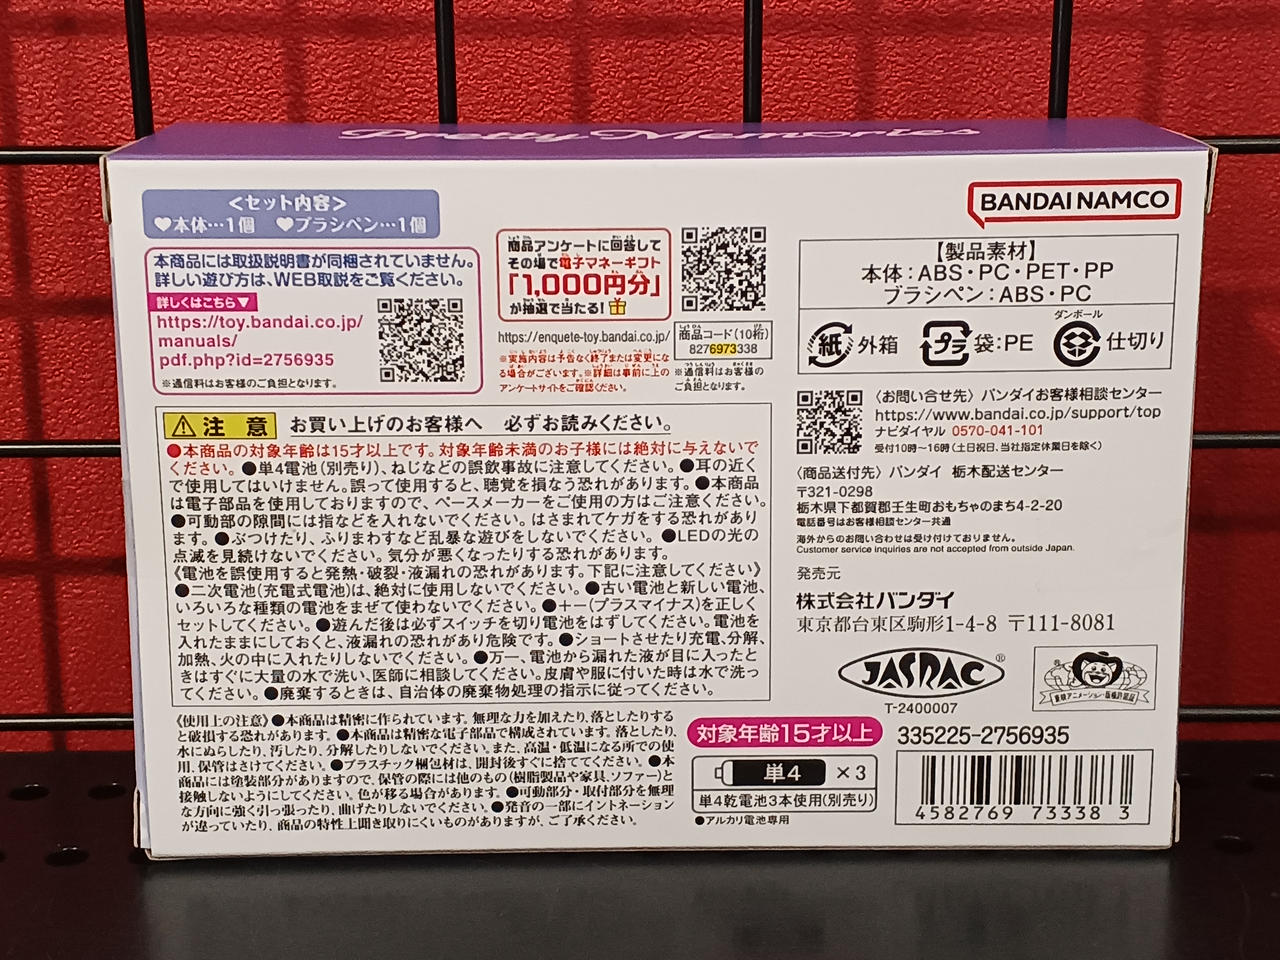 Pretty Memories
<セット内容>
♥本体…1個 ♥ブラシペン…1個
本商品には取扱説明書が同梱されていません。
詳しい遊び方は、WEB取説をご覧ください。
詳しくはこちら▼
https://toy.bandai.co.jp/
manuals/
pdf.php?id=2756935
※通信料はお客様のご負担となります。
商品アンケートに回答して
その場で電子マネーギフト
「1,000円分」
が抽選で当たる!
https://enquete-toy.bandai.co.jp/
商品コード(10桁)
8276973338
※実施内容は予告なく終了または変更にな
る場合がございます。※詳細は事前に上の
アンケートサイトをご確認ください。
※通信料はお客様の
ご負担となります。
BANDAI NAMCO
【製品素材】
本体:ABS・PC・PET・PP
ブラシペン:ABS・PC
紙 外箱
プラ 袋:PE
ダンボール
仕切り
〈お問い合せ先〉バンダイお客様相談センター
https://www.bandai.co.jp/support/top
ナビダイヤル 0570-041-101
受付10時~16時(土日祝日、当社指定休業日を除く)
〈商品送付先〉バンダイ 栃木配送センター
〒321-0298
栃木県下都賀郡壬生町おもちゃのまち4-2-20
電話番号はお客様相談センター共通
海外からのお問い合わせは受け付けておりません。
Customer service inquiries are not accepted from outside Japan.
発売元
株式会社バンダイ
東京都台東区駒形1-4-8 〒111-8081
JASRAC®
T-2400007
東映アニメーション・版権許諾証
⚠注意 お買い上げのお客様へ 必ずお読みください。
●本商品の対象年齢は15才以上です。対象年齢未満のお子様には絶対に与えないで
ください。●単4電池(別売り)、ねじなどの誤飲事故に注意してください。●耳の近く
で使用してはいけません。誤って使用すると、聴覚を損なう恐れがあります。●本商品
は電子部品を使用しておりますので、ペースメーカーをご使用の方はご注意ください。
●可動部の隙間には指などを入れないでください。はさまれてケガをする恐れがあり
ます。●ぶつけたり、ふりまわすなど乱暴な遊びをしないでください。●LEDの光の
点滅を見続けないでください。気分が悪くなったりする恐れがあります。
《電池を誤使用すると発熱・破裂・液漏れの恐れがあります。下記に注意してください》
●二次電池(充電式電池)は、絶対に使用しないでください。●古い電池と新しい電池、
いろいろな種類の電池をまぜて使わないでください。●+-(プラスマイナス)を正しく
セットしてください。●遊んだ後は必ずスイッチを切り電池をはずしてください。電池を
入れたままにしておくと、液漏れの恐れがあり危険です。●ショートさせたり充電、分解、
加熱、火の中に入れたりしないでください。●万一、電池から漏れた液が目に入ったと
きはすぐに大量の水で洗い、医師に相談してください。皮膚や服に付いた時は水で洗っ
てください。●廃棄するときは、自治体の廃棄物処理の指示に従ってください。
《使用上の注意》●本商品は精密に作られています。無理な力を加えたり、落としたりする
と破損する恐れがあります。●本商品は精密な電子部品で構成されています。落としたり、
水にぬらしたり、汚したり、分解したりしないでください。また、高温・低温になる所での使
用、保管はさけてください。●プラスチック梱包材は、開封後すぐに捨ててください。●本
商品には塗装部分がありますので、保管の際には他のもの(樹脂製品や家具、ソファー)と
接触しないようにしてください。色が移る場合があります。●可動部分・取付部分を無理
な方向に強く引っ張ったり、曲げたりしないでください。●発音の一部にイントネーション
が違っていたり、商品の特性上聞き取りにくいものがありますが、ご了承ください。
対象年齢15才以上
335225-2756935
単4 ×3
単4乾電池3本使用(別売り)
●アルカリ電池専用
4582769 73338 3